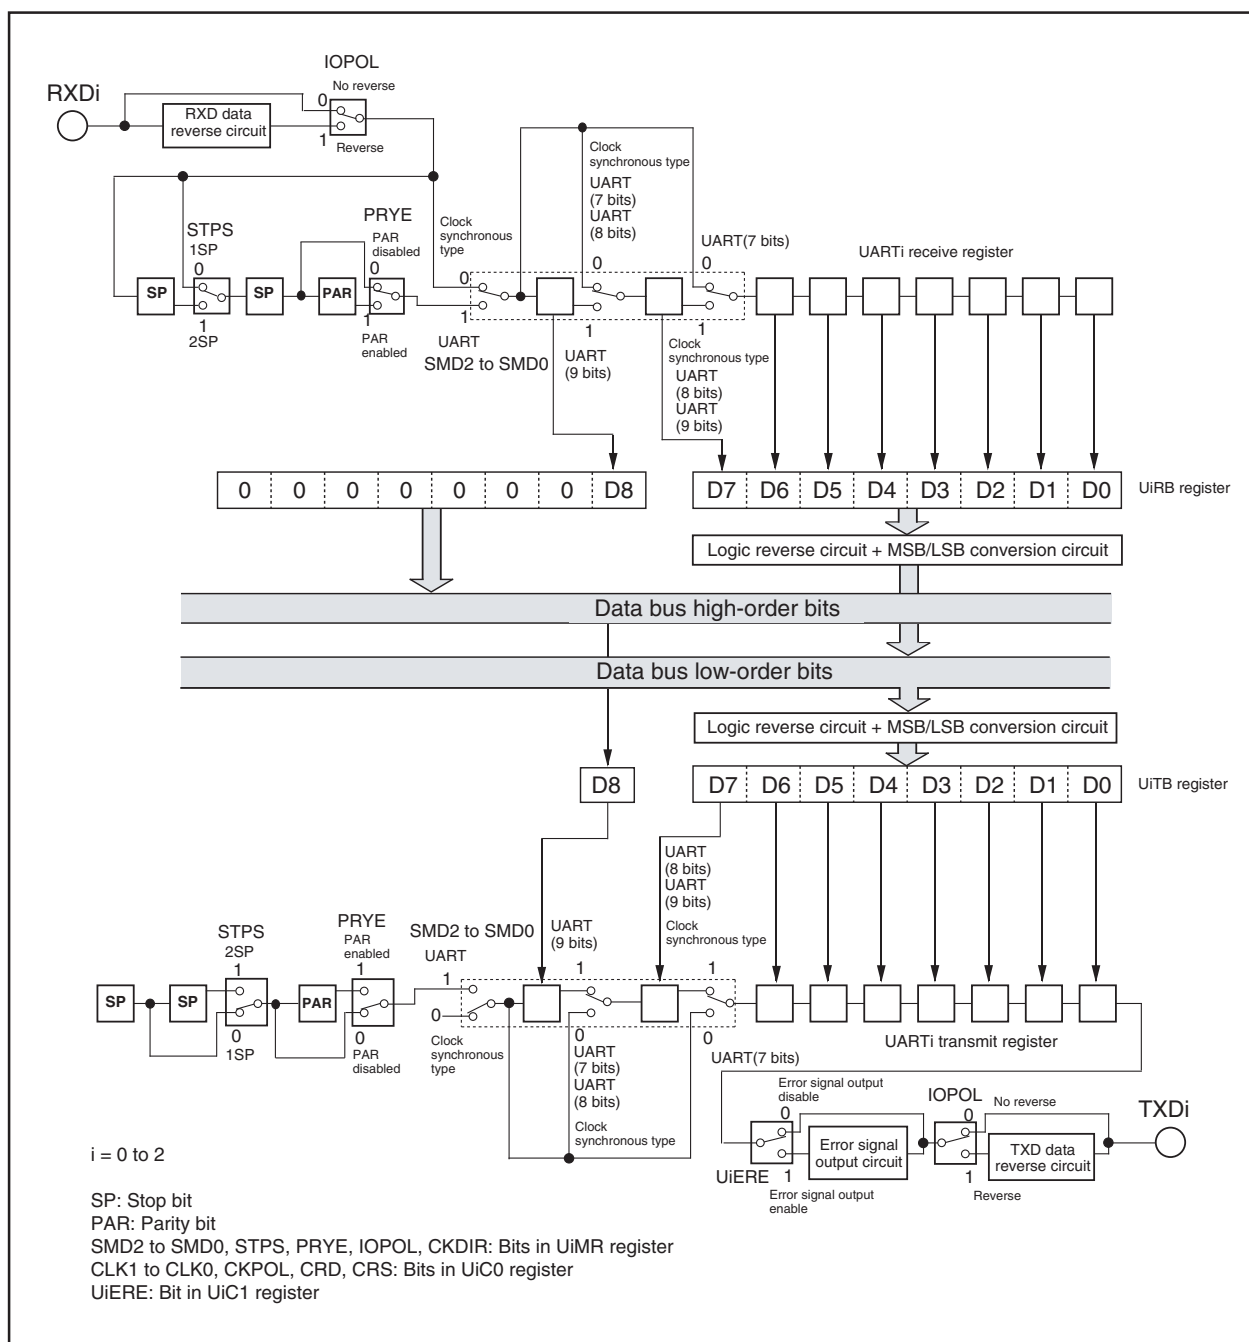 IOPOL
No reverse
RXDi
0
RXD data
reverse circuit
1
Reverse
Clock
synchronous type
UART
(7 bits)
UART
(8 bits)
STPS
1SP
0
PRYE
PAR
disabled
0
Clock
synchronous
type
UART(7 bits)
UARTi receive register
0
0
0
SP
SP
PAR
1
2SP
1
PAR
enabled
1
UART
SMD2 to SMD0
1
UART
(9 bits)
1
Clock
synchronous type
UART
(8 bits)
UART
(9 bits)
0 0 0 0 0 0 0 D8
D7 D6 D5 D4 D3 D2 D1 D0
UiRB register
Logic reverse circuit + MSB/LSB conversion circuit
Data bus high-order bits
Data bus low-order bits
Logic reverse circuit + MSB/LSB conversion circuit
D8
D7 D6 D5 D4 D3 D2 D1 D0
UiTB register
UART
(8 bits)
UART
(9 bits)
Clock
synchronous type
STPS
2SP
1
PRYE
PAR
enabled
1
SMD2 to SMD0
UART
1
UART
(9 bits)
1
1
SP
SP
PAR
0
1SP
0
PAR
disabled
0
Clock
synchronous
type
0
UART
(7 bits)
UART
(8 bits)
Clock synchronous type
0
UART(7 bits)
UARTi transmit register
Error signal output
disable
0
IOPOL
0
No reverse
TXDi
Error signal
output circuit
TXD data
reverse circuit
UiERE
1
Error signal output
enable
1
Reverse
i = 0 to 2
SP: Stop bit
PAR: Parity bit
SMD2 to SMD0, STPS, PRYE, IOPOL, CKDIR: Bits in UiMR register
CLK1 to CLK0, CKPOL, CRD, CRS: Bits in UiC0 register
UiERE: Bit in UiC1 register